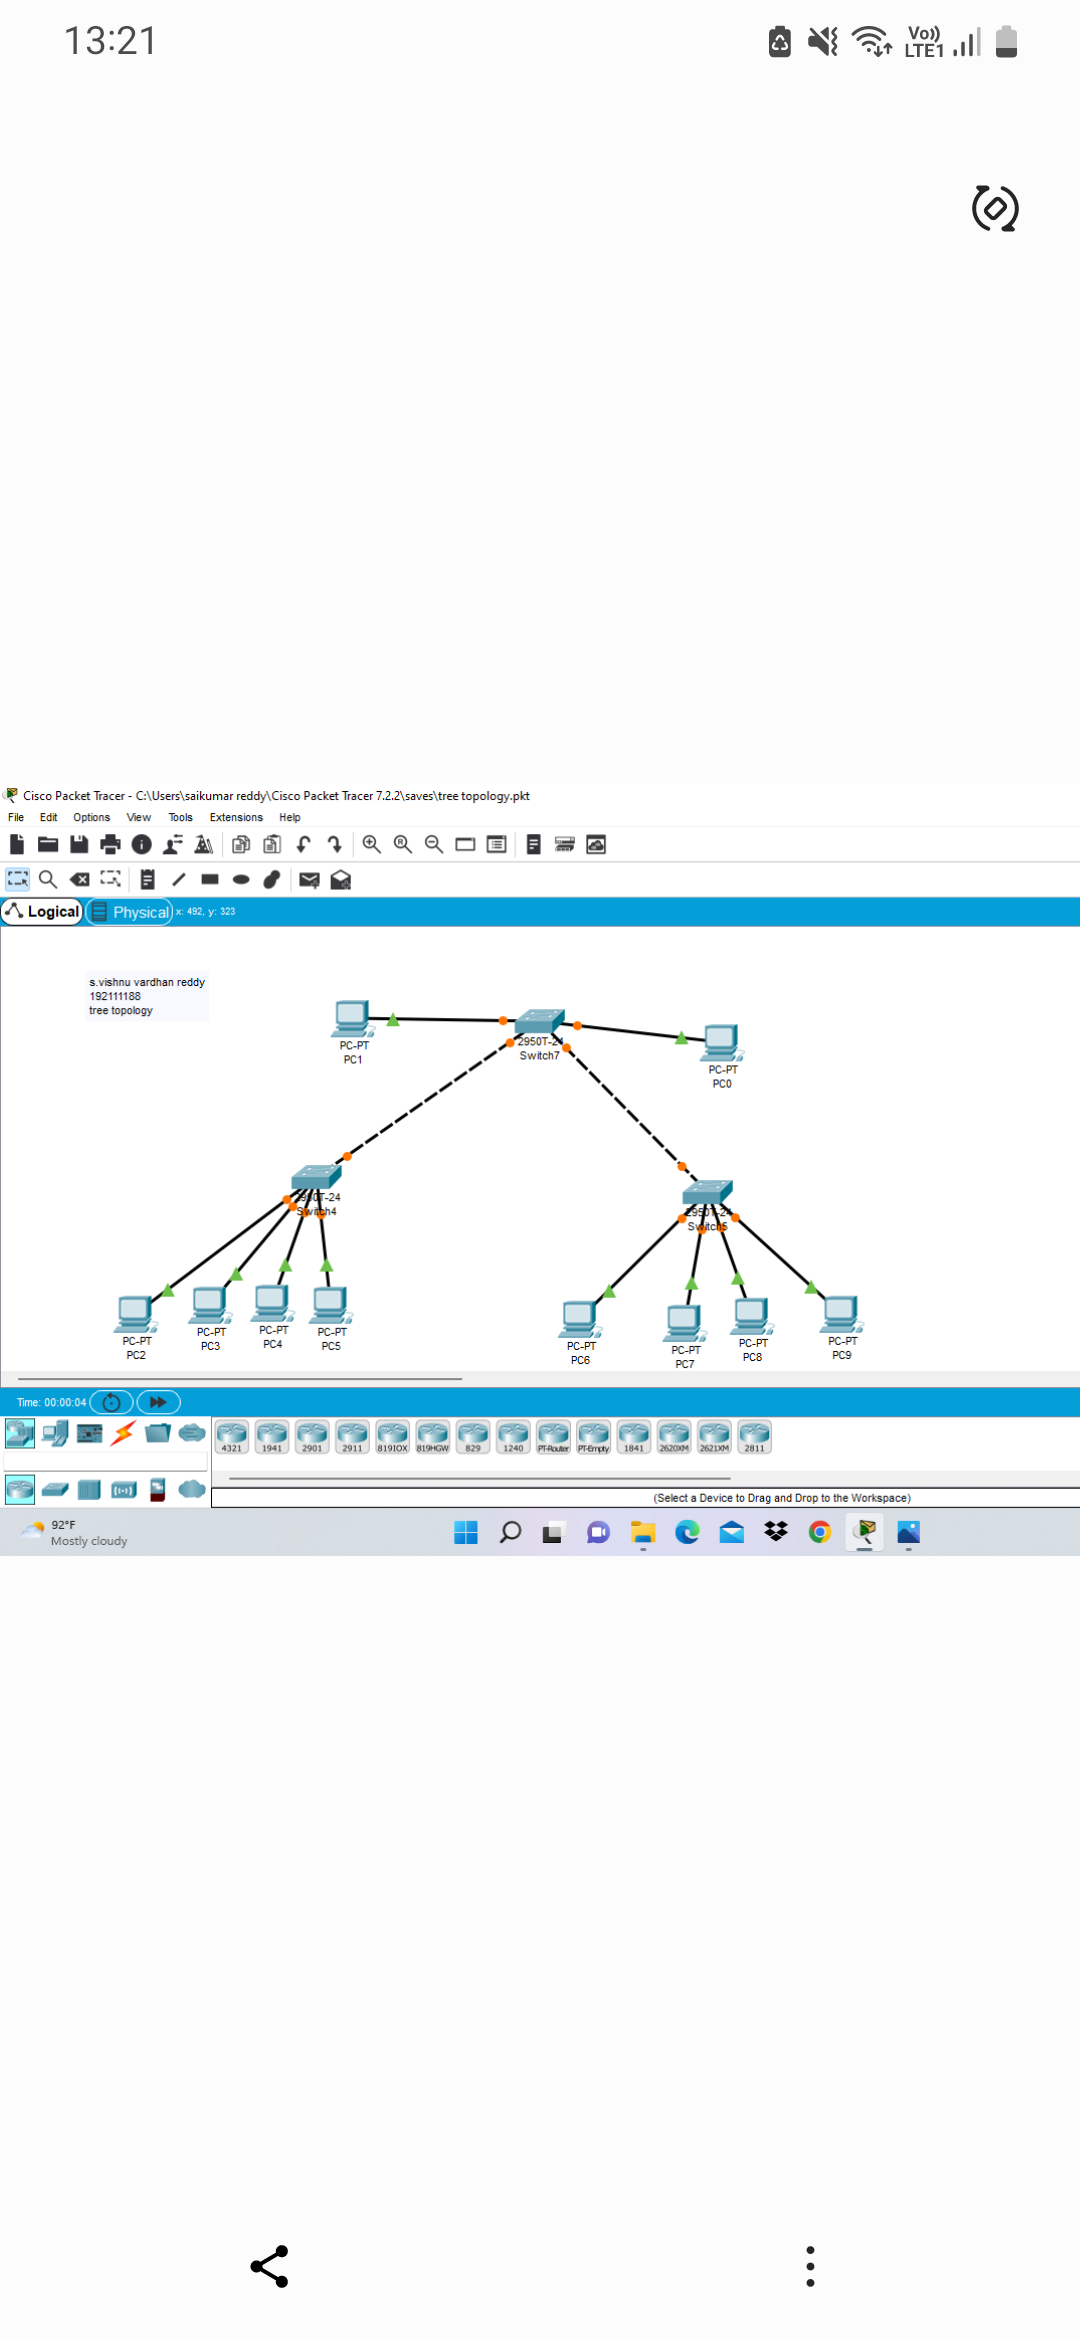 13:21
Vo)) LTE1
Cisco Packet Tracer - C:\Users\saikumar reddy\Cisco Packet Tracer 7.2.2\saves\tree topology.pkt
File Edit Options View Tools Extensions Help
Logical Physical x: 492, y: 323
s.vishnu vardhan reddy
192111188
tree topology
PC-PT
PC1
2950T-24
Switch7
PC-PT
PC0
2950T-24
Switch4
2950T-24
Switch5
PC-PT
PC2
PC-PT
PC3
PC-PT
PC4
PC-PT
PC5
PC-PT
PC6
PC-PT
PC7
PC-PT
PC8
PC-PT
PC9
Time: 00:00:04
4321 1941 2901 2911 819IOX 819HGW 829 1240 PT-Router PT-Empty 1841 2620XM 2621XM 2811
(Select a Device to Drag and Drop to the Workspace)
92°F
Mostly cloudy